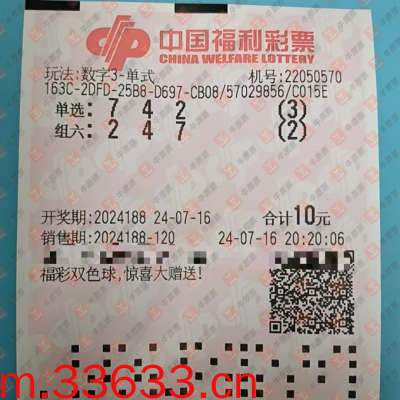 中国福利彩票
CHINA WELFARE LOTTERY
玩法:数字3-单式 机号:22050570
163C-2DFD-25B8-D697-CB08/57029856/C015E
单选: 7 4 2 (3)
组六: 2 4 7 (2)
开奖期:2024188 24-07-16 合计10元
销售期:2024188-120 24-07-16 20:20:06
福彩双色球,惊喜大赠送!
m.33633.cn